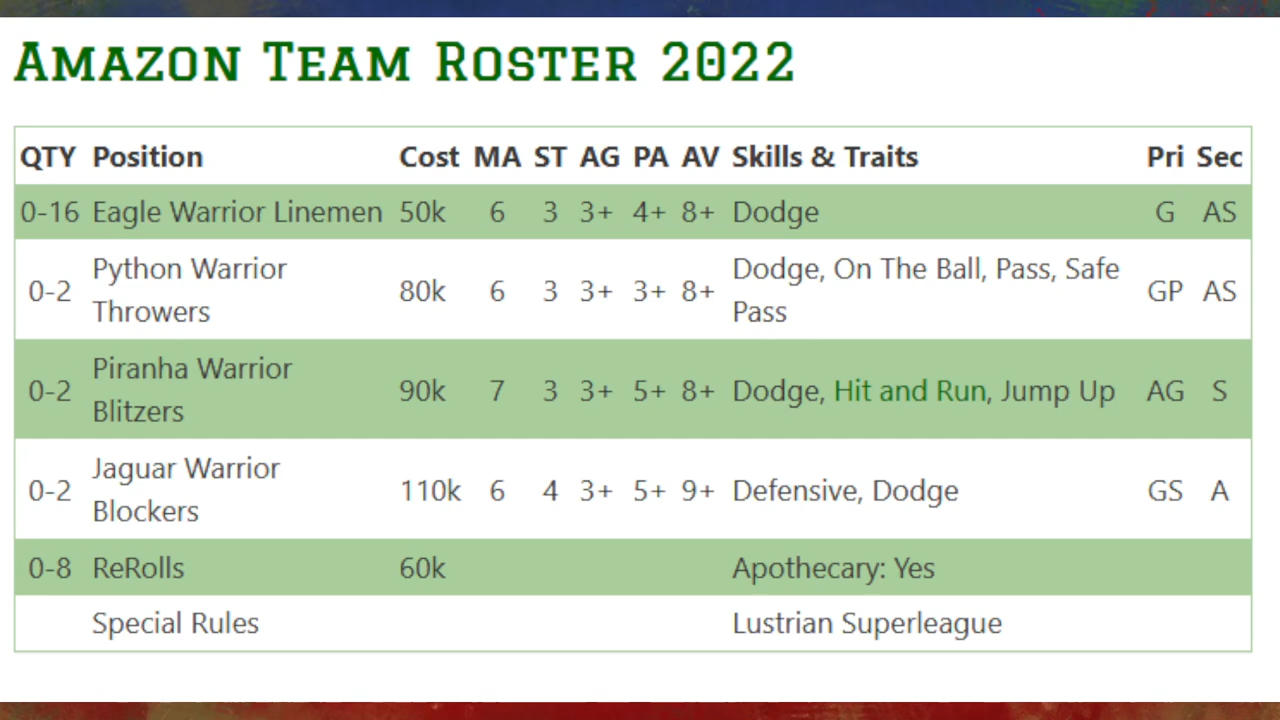 Amazon Team Roster 2022
QTY Position Cost MA ST AG PA AV Skills & Traits Pri Sec
0-16 Eagle Warrior Linemen 50k 6 3 3+ 4+ 8+ Dodge G AS
0-2 Python Warrior Throwers 80k 6 3 3+ 3+ 8+ Dodge, On The Ball, Pass, Safe Pass GP AS
0-2 Piranha Warrior Blitzers 90k 7 3 3+ 5+ 8+ Dodge, Hit and Run, Jump Up AG S
0-2 Jaguar Warrior Blockers 110k 6 4 3+ 5+ 9+ Defensive, Dodge GS A
0-8 ReRolls 60k Apothecary: Yes
Special Rules Lustrian Superleague